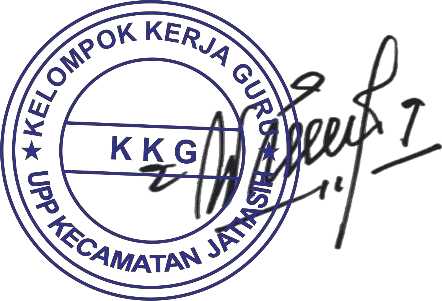 KELOMPOK KERJA GURU
KKG
UPP KECAMATAN JATIASIH